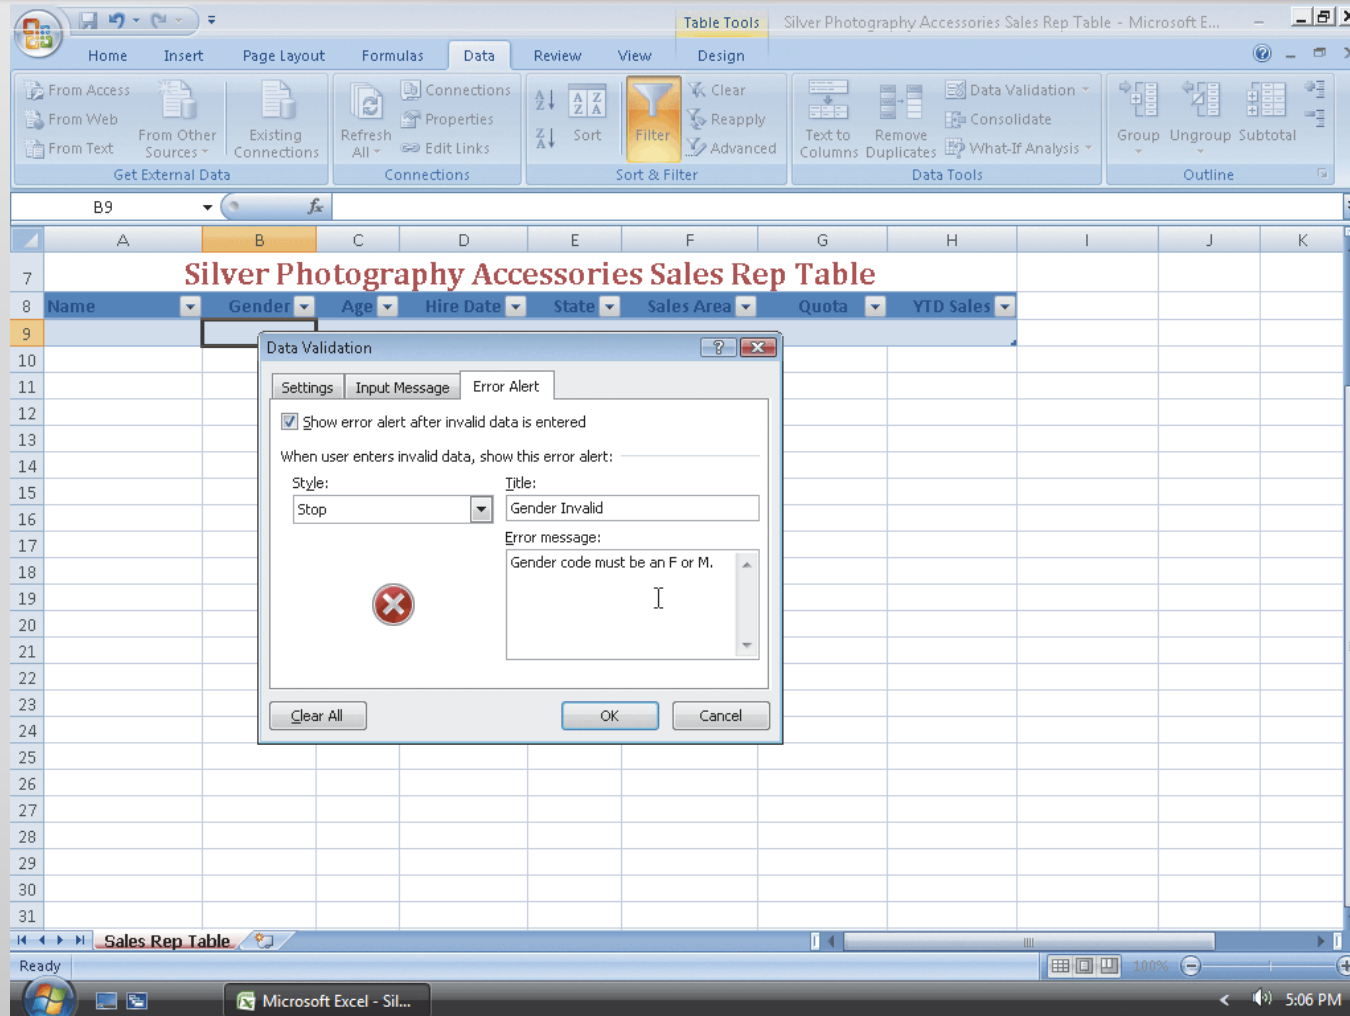 Table Tools
Silver Photography Accessories Sales Rep Table - Microsoft E...
Home Insert Page Layout Formulas Data Review View Design
From Access
From Web
From Text
From Other
Sources
Existing
Connections
Get External Data
Refresh
All
Connections
Properties
Edit Links
Connections
A
Z
Z
A
A Z
Z A
Sort
Filter
Clear
Reapply
Advanced
Sort & Filter
Text to
Columns
Remove
Duplicates
Data Validation
Consolidate
What-If Analysis
Data Tools
Group
Ungroup
Subtotal
Outline
B9
fx
A B C D E F G H I J K
7 Silver Photography Accessories Sales Rep Table
8 Name Gender Age Hire Date State Sales Area Quota YTD Sales
9
10
11
12
13
14
15
16
17
18
19
20
21
22
23
24
25
26
27
28
29
30
31
Data Validation
?
Settings Input Message Error Alert
Show error alert after invalid data is entered
When user enters invalid data, show this error alert:
Style:
Stop
Title:
Gender Invalid
Error message:
Gender code must be an F or M.
Clear All
OK
Cancel
Sales Rep Table
Ready
100%
Microsoft Excel - Sil...
5:06 PM